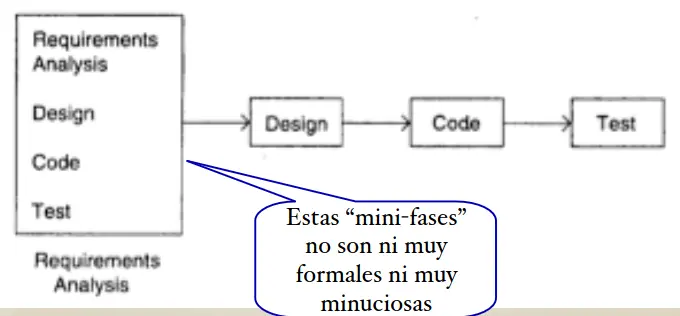 Requirements
Analysis
Design
Code
Test
Design
Code
Test
Requirements
Analysis
Estas “mini-fases”
no son ni muy
formales ni muy
minuciosas